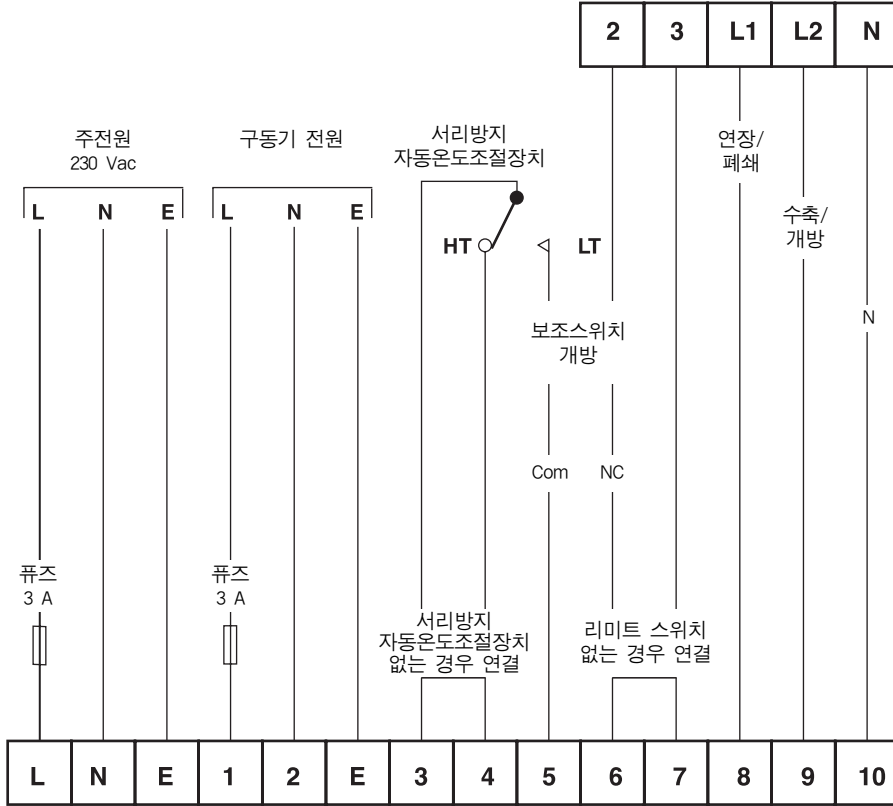 2 3 L1 L2 N
주전원
230 Vac
L N E
구동기 전원
L N E
서리방지
자동온도조절장치
HT LT
연장/
폐쇄
수축/
개방
보조스위치
개방
N
Com NC
퓨즈
3 A
퓨즈
3 A
서리방지
자동온도조절장치
없는 경우 연결
리미트 스위치
없는 경우 연결
L N E 1 2 E 3 4 5 6 7 8 9 10